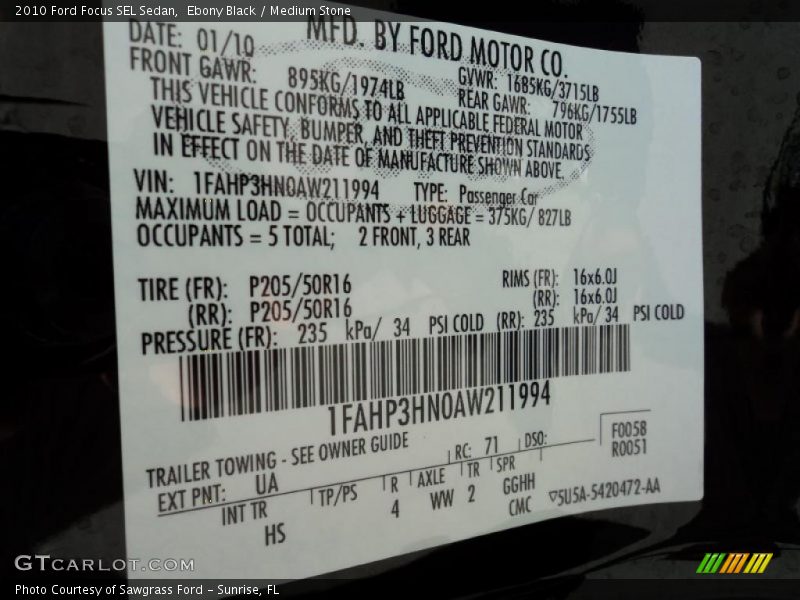 2010 Ford Focus SEL Sedan, Ebony Black / Medium Stone
MFD. BY FORD MOTOR CO.
DATE: 01/10
GVWR: 1685KG/3715LB
FRONT GAWR: 895KG/1974LB
REAR GAWR: 796KG/1755LB
THIS VEHICLE CONFORMS TO ALL APPLICABLE FEDERAL MOTOR
VEHICLE SAFETY, BUMPER, AND THEFT PREVENTION STANDARDS
IN EFFECT ON THE DATE OF MANUFACTURE SHOWN ABOVE.
VIN: 1FAHP3HN0AW211994 TYPE: Passenger Car
MAXIMUM LOAD = OCCUPANTS + LUGGAGE = 375KG/ 827LB
OCCUPANTS = 5 TOTAL; 2 FRONT, 3 REAR
TIRE (FR): P205/50R16 RIMS (FR): 16x6.0J
(RR): P205/50R16 (RR): 16x6.0J
PRESSURE (FR): 235 kPa/ 34 PSI COLD (RR): 235 kPa/ 34 PSI COLD
1FAHP3HN0AW211994
TRAILER TOWING - SEE OWNER GUIDE
RC: 71 DSO:
F0058
R0051
EXT PNT: UA
INT TR TP/PS R AXLE TR SPR
HS 4 WW 2 GGHH
CMC
▽5U5A-5420472-AA
GTCARLOT.COM
Photo Courtesy of Sawgrass Ford - Sunrise, FL